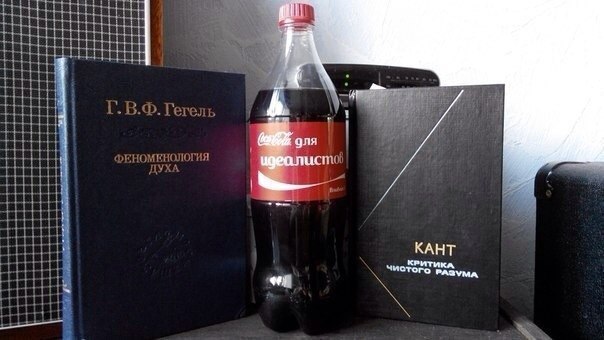 Г.В.Ф. Гегель
ФЕНОМЕНОЛОГИЯ
ДУХА
Coca-Cola для
идеалистов
КАНТ
КРИТИКА
ЧИСТОГО РАЗУМА